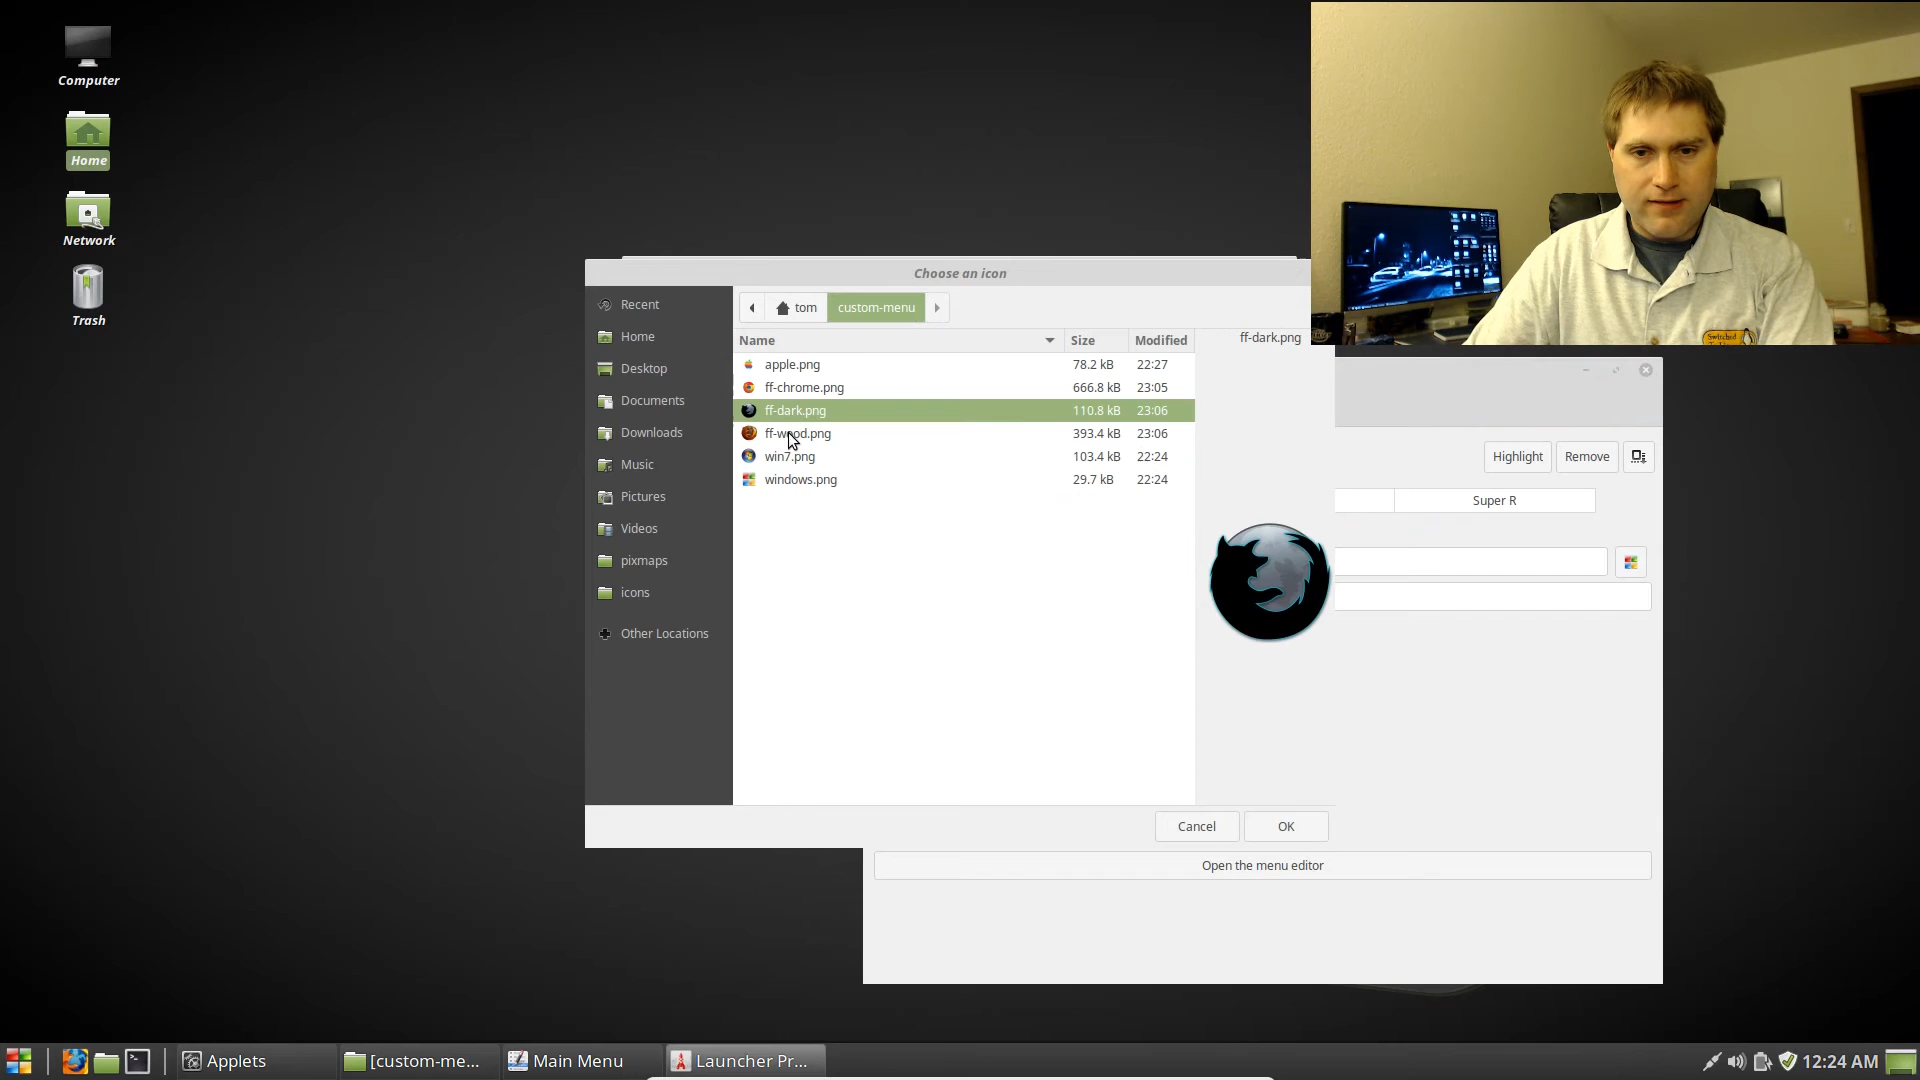 Computer
Home
Network
Trash
Choose an icon
Recent
Home
Desktop
Documents
Downloads
Music
Pictures
Videos
pixmaps
icons
Other Locations
tom custom-menu
Name Size Modified
apple.png 78.2 kB 22:27
ff-chrome.png 666.8 kB 23:05
ff-dark.png 110.8 kB 23:06
ff-wood.png 393.4 kB 23:06
win7.png 103.4 kB 22:24
windows.png 29.7 kB 22:24
ff-dark.png
Cancel OK
Highlight Remove
Super R
Open the menu editor
Applets [custom-me... Main Menu Launcher Pr... 12:24 AM